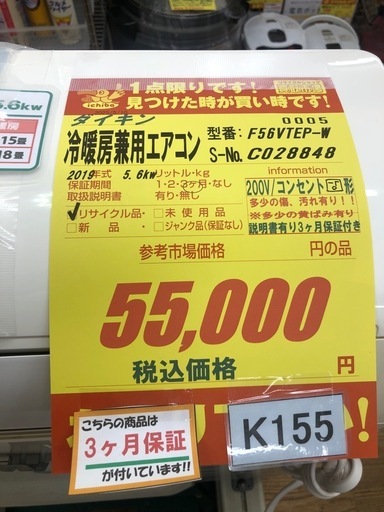 1点限りです!
見つけた時が買い時です!
ichiba
ダイキン
0005
冷暖房兼用エアコン
型番: F56VTEP-W
S-No. C028848
2019年 5.6kw リットル・kg
保証期間 1・2・3ヶ月・なし
取扱説明書 有り・無し
リサイクル品・ 未使用品
新品・ ジャンク品(保証なし)
information
200V/コンセント 形
多少の傷、汚れ有り!!
※多少の黄ばみ有り
説明書有り3ヶ月保証付き
参考市場価格 円の品
55,000
円
税込価格
こちらの商品は
3ヶ月保証
が付いています!!
K155
5.6kw
15畳
18畳